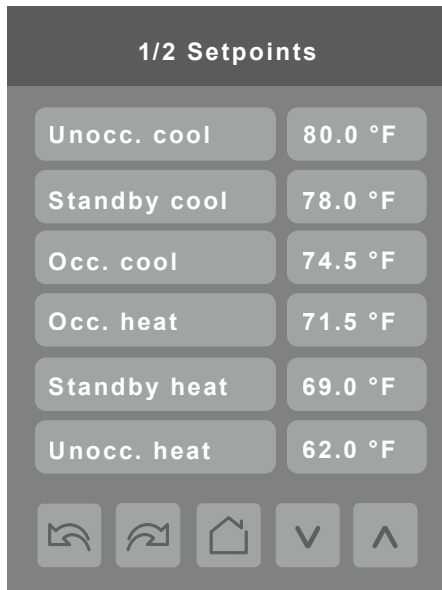 1/2 Setpoints
Unocc. cool 80.0 °F
Standby cool 78.0 °F
Occ. cool 74.5 °F
Occ. heat 71.5 °F
Standby heat 69.0 °F
Unocc. heat 62.0 °F